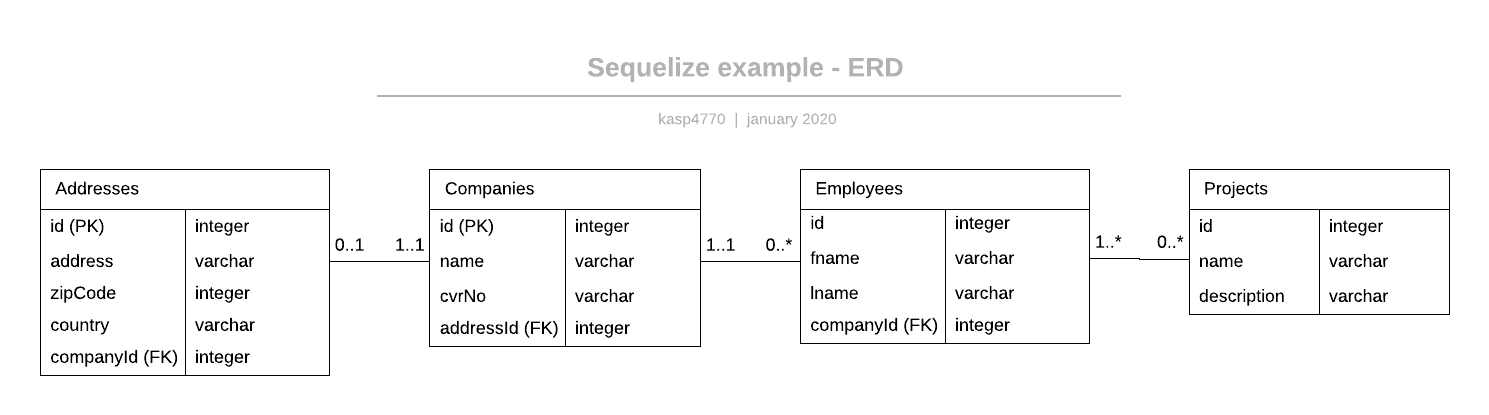 Sequelize example - ERD
kasp4770 | january 2020
Addresses
id (PK) integer
address varchar
zipCode integer
country varchar
companyId (FK) integer
0..1 1..1
Companies
id (PK) integer
name varchar
cvrNo varchar
addressId (FK) integer
1..1 0..*
Employees
id integer
fname varchar
lname varchar
companyId (FK) integer
1..* 0..*
Projects
id integer
name varchar
description varchar